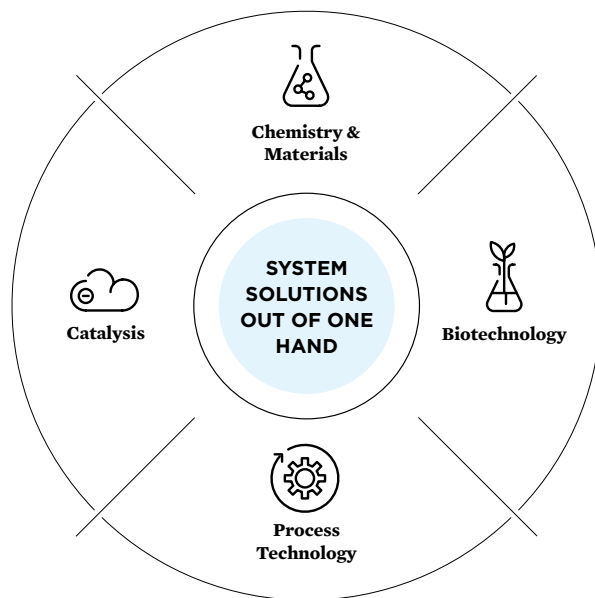 Chemistry &
Materials
SYSTEM
SOLUTIONS
OUT OF ONE
HAND
Catalysis
Biotechnology
Process
Technology